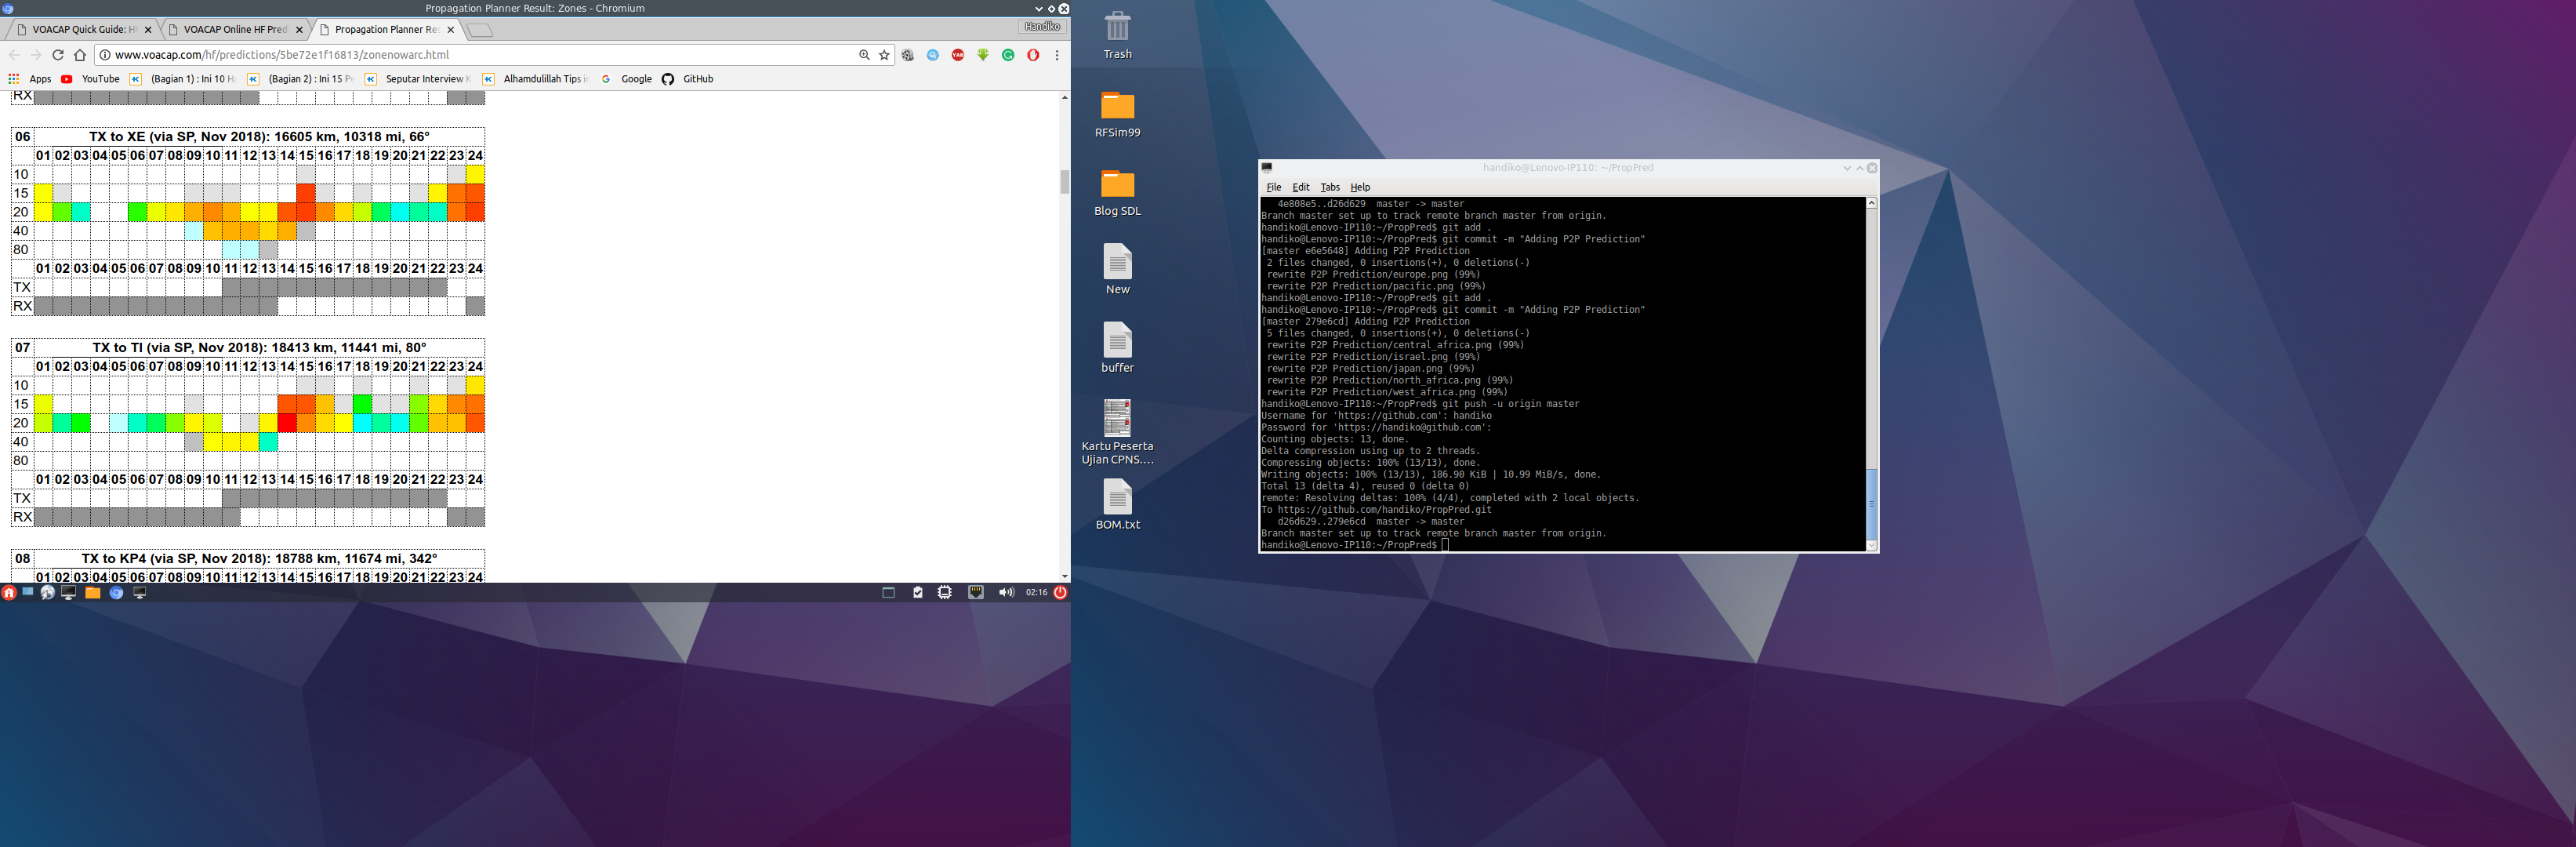 Propagation Planner Result: Zones - Chromium
VOACAP Quick Guide: H
VOACAP Online HF Pred
Propagation Planner Re
Handiko
www.voacap.com/hf/predictions/5be72e1f16813/zonenowarc.html
Apps
YouTube
(Bagian 1) : Ini 10 H
(Bagian 2) : Ini 15 P
Seputar Interview K
Alhamdulillah Tips i
Google
GitHub
RX
06 TX to XE (via SP, Nov 2018): 16605 km, 10318 mi, 66°
01 02 03 04 05 06 07 08 09 10 11 12 13 14 15 16 17 18 19 20 21 22 23 24
10
15
20
40
80
01 02 03 04 05 06 07 08 09 10 11 12 13 14 15 16 17 18 19 20 21 22 23 24
TX
RX
07 TX to TI (via SP, Nov 2018): 18413 km, 11441 mi, 80°
01 02 03 04 05 06 07 08 09 10 11 12 13 14 15 16 17 18 19 20 21 22 23 24
10
15
20
40
80
01 02 03 04 05 06 07 08 09 10 11 12 13 14 15 16 17 18 19 20 21 22 23 24
TX
RX
08 TX to KP4 (via SP, Nov 2018): 18788 km, 11674 mi, 342°
01 02 03 04 05 06 07 08 09 10 11 12 13 14 15 16 17 18 19 20 21 22 23 24
02:16
Trash
RFSim99
Blog SDL
New
buffer
Kartu Peserta
Ujian CPNS....
BOM.txt
handiko@Lenovo-IP110: ~/PropPred
File Edit Tabs Help
4e808e5..d26d629  master -> master
Branch master set up to track remote branch master from origin.
handiko@Lenovo-IP110:~/PropPred$ git add .
handiko@Lenovo-IP110:~/PropPred$ git commit -m "Adding P2P Prediction"
[master e6e5648] Adding P2P Prediction
2 files changed, 0 insertions(+), 0 deletions(-)
rewrite P2P Prediction/europe.png (99%)
rewrite P2P Prediction/pacific.png (99%)
handiko@Lenovo-IP110:~/PropPred$ git add .
handiko@Lenovo-IP110:~/PropPred$ git commit -m "Adding P2P Prediction"
[master 279e6cd] Adding P2P Prediction
5 files changed, 0 insertions(+), 0 deletions(-)
rewrite P2P Prediction/central_africa.png (99%)
rewrite P2P Prediction/israel.png (99%)
rewrite P2P Prediction/japan.png (99%)
rewrite P2P Prediction/north_africa.png (99%)
rewrite P2P Prediction/west_africa.png (99%)
handiko@Lenovo-IP110:~/PropPred$ git push -u origin master
Username for 'https://github.com': handiko
Password for 'https://handiko@github.com':
Counting objects: 13, done.
Delta compression using up to 2 threads.
Compressing objects: 100% (13/13), done.
Writing objects: 100% (13/13), 186.90 KiB | 10.99 MiB/s, done.
Total 13 (delta 4), reused 0 (delta 0)
remote: Resolving deltas: 100% (4/4), completed with 2 local objects.
To https://github.com/handiko/PropPred.git
d26d629..279e6cd  master -> master
Branch master set up to track remote branch master from origin.
handiko@Lenovo-IP110:~/PropPred$